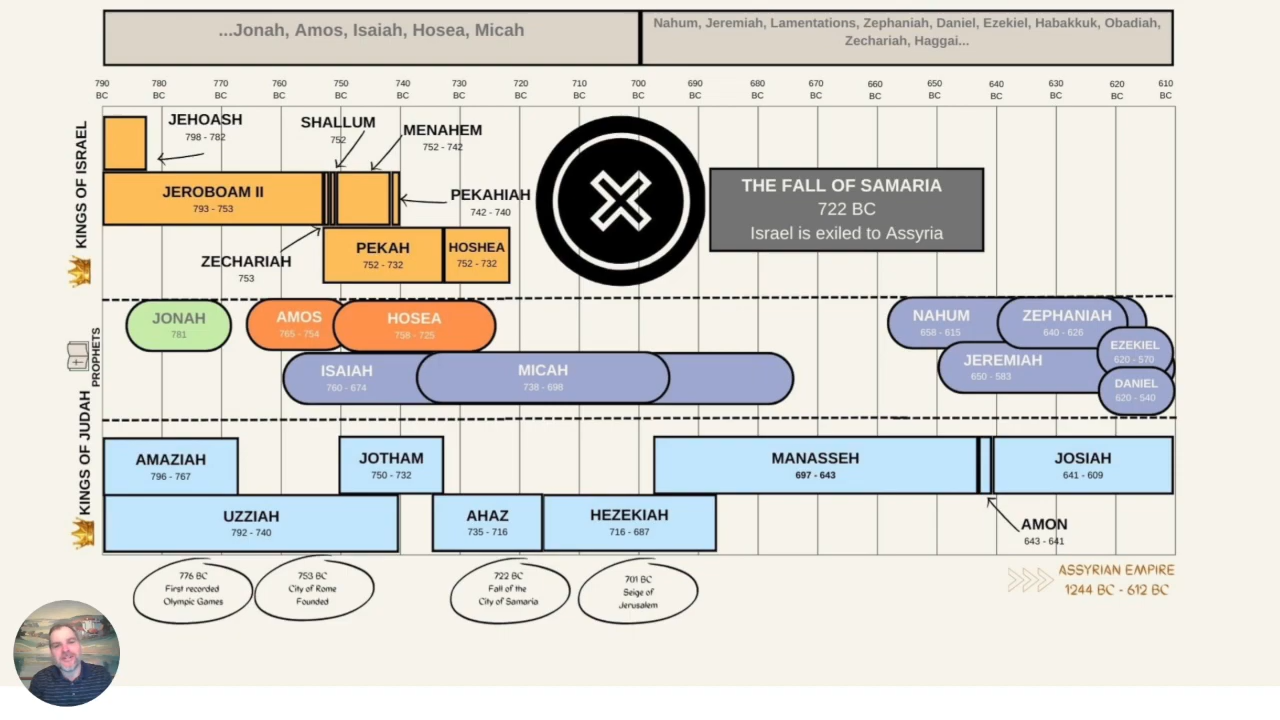 ...Jonah, Amos, Isaiah, Hosea, Micah
Nahum, Jeremiah, Lamentations, Zephaniah, Daniel, Ezekiel, Habakkuk, Obadiah,
Zechariah, Haggai...
790 BC
780 BC
770 BC
760 BC
750 BC
740 BC
730 BC
720 BC
710 BC
700 BC
690 BC
680 BC
670 BC
660 BC
650 BC
640 BC
630 BC
620 BC
610 BC
KINGS OF ISRAEL
JEHOASH
798 - 782
SHALLUM
752
MENAHEM
752 - 742
JEROBOAM II
793 - 753
PEKAHIAH
742 - 740
ZECHARIAH
753
PEKAH
752 - 732
HOSHEA
752 - 732
THE FALL OF SAMARIA
722 BC
Israel is exiled to Assyria
PROPHETS
JONAH
781
AMOS
765 - 754
HOSEA
758 - 725
ISAIAH
760 - 674
MICAH
738 - 698
NAHUM
658 - 615
ZEPHANIAH
640 - 626
JEREMIAH
650 - 583
EZEKIEL
620 - 570
DANIEL
620 - 540
KINGS OF JUDAH
AMAZIAH
796 - 767
JOTHAM
750 - 732
MANASSEH
697 - 643
JOSIAH
641 - 609
UZZIAH
792 - 740
AHAZ
735 - 716
HEZEKIAH
716 - 687
AMON
643 - 641
776 BC
First recorded
Olympic Games
753 BC
City of Rome
Founded
722 BC
Fall of the
City of Samaria
701 BC
Seige of
Jerusalem
ASSYRIAN EMPIRE
1244 BC - 612 BC